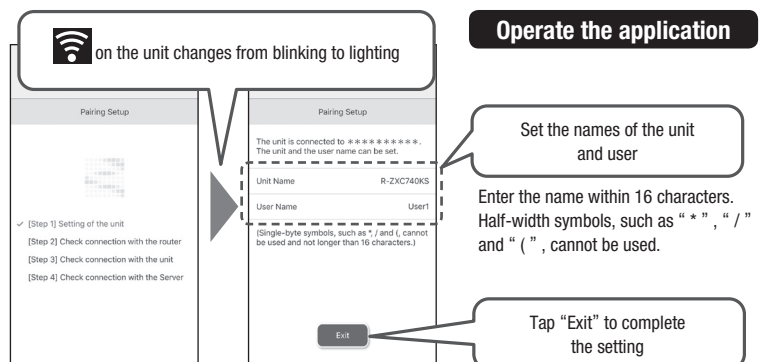 on the unit changes from blinking to lighting
Operate the application
Pairing Setup
✓ [Step 1] Setting of the unit
[Step 2] Check connection with the router
[Step 3] Check connection with the unit
[Step 4] Check connection with the Server
Pairing Setup
The unit is connected to **********.
The unit and the user name can be set.
Unit Name R-ZXC740KS
User Name User1
(Single-byte symbols, such as *, / and (, cannot
be used and not longer than 16 characters.)
Exit
Set the names of the unit
and user
Enter the name within 16 characters.
Half-width symbols, such as “ * ” , “ / ”
and “ ( ” , cannot be used.
Tap “Exit” to complete
the setting